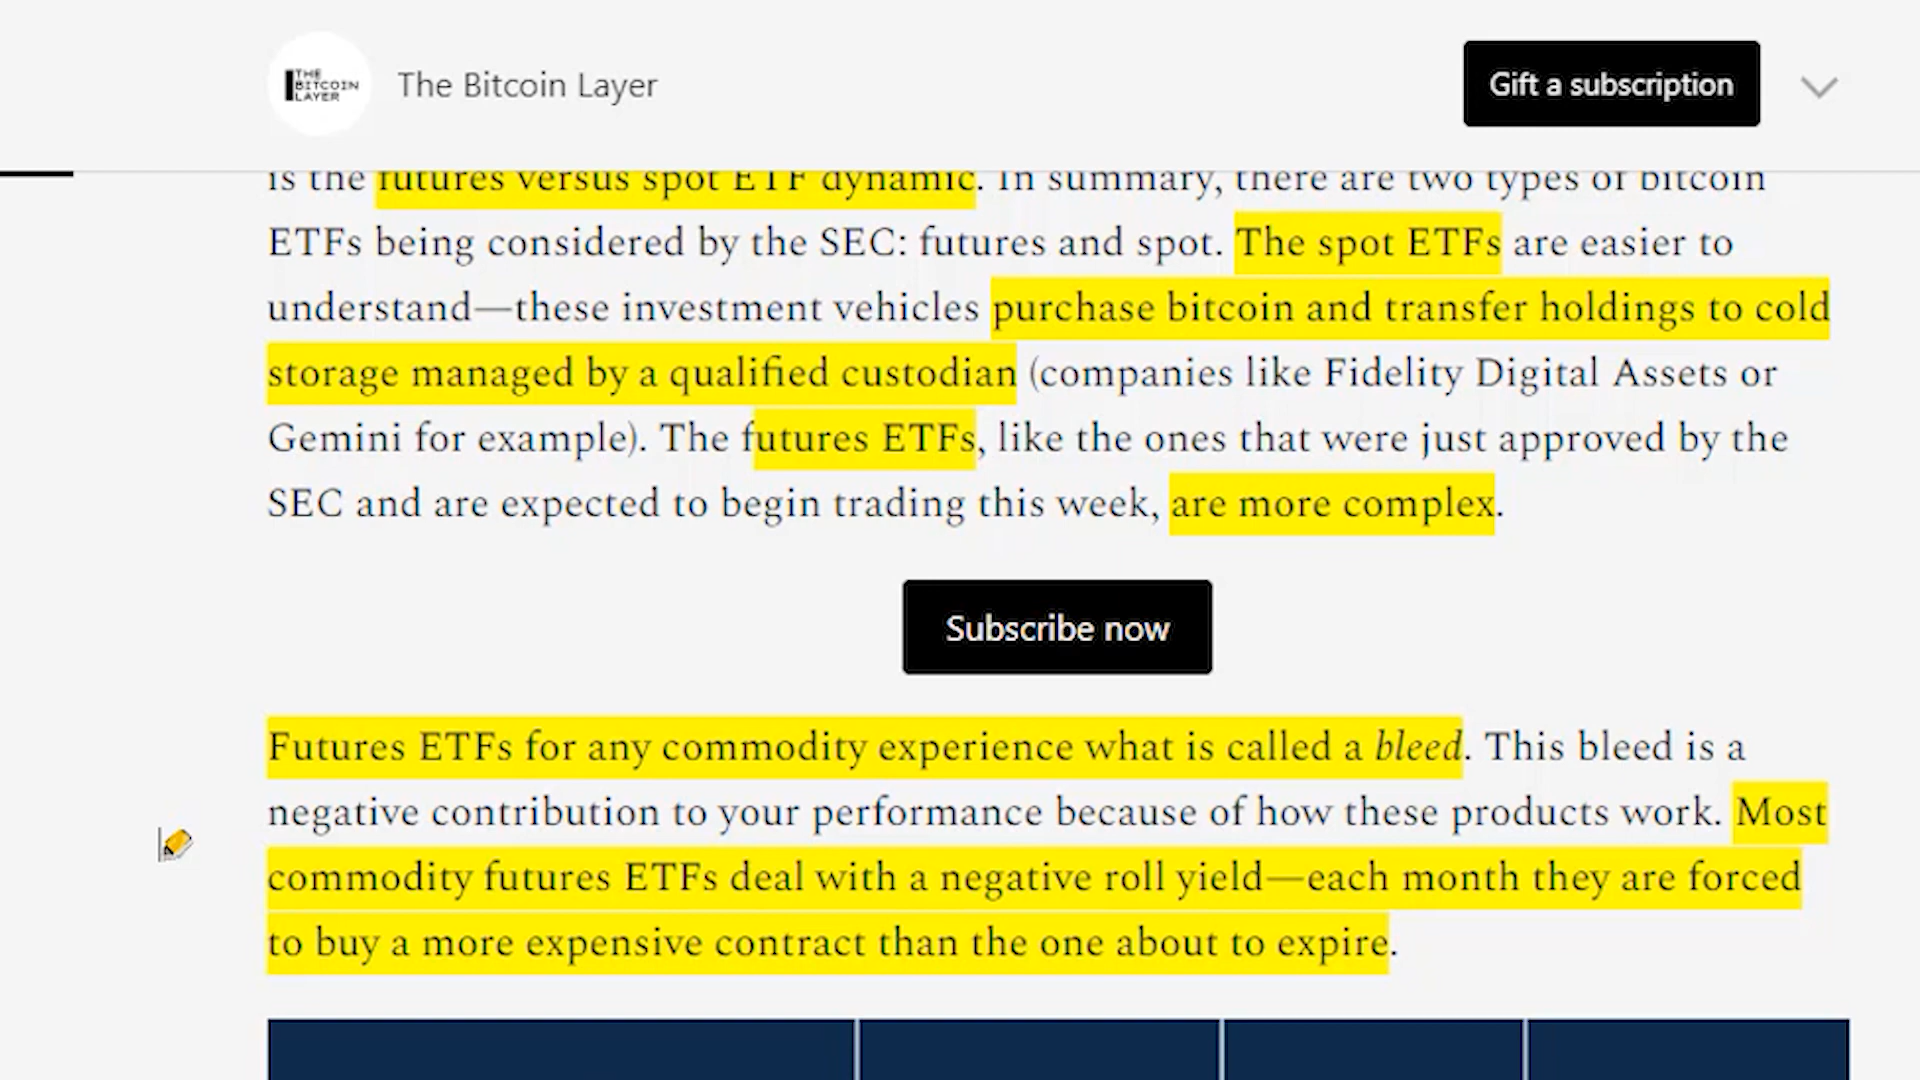 THE
BITCOIN
LAYER
The Bitcoin Layer
Gift a subscription
is the futures versus spot ETF dynamic. In summary, there are two types of bitcoin
ETFs being considered by the SEC: futures and spot. The spot ETFs are easier to
understand—these investment vehicles purchase bitcoin and transfer holdings to cold
storage managed by a qualified custodian (companies like Fidelity Digital Assets or
Gemini for example). The futures ETFs, like the ones that were just approved by the
SEC and are expected to begin trading this week, are more complex.
Subscribe now
Futures ETFs for any commodity experience what is called a bleed. This bleed is a
negative contribution to your performance because of how these products work. Most
commodity futures ETFs deal with a negative roll yield—each month they are forced
to buy a more expensive contract than the one about to expire.